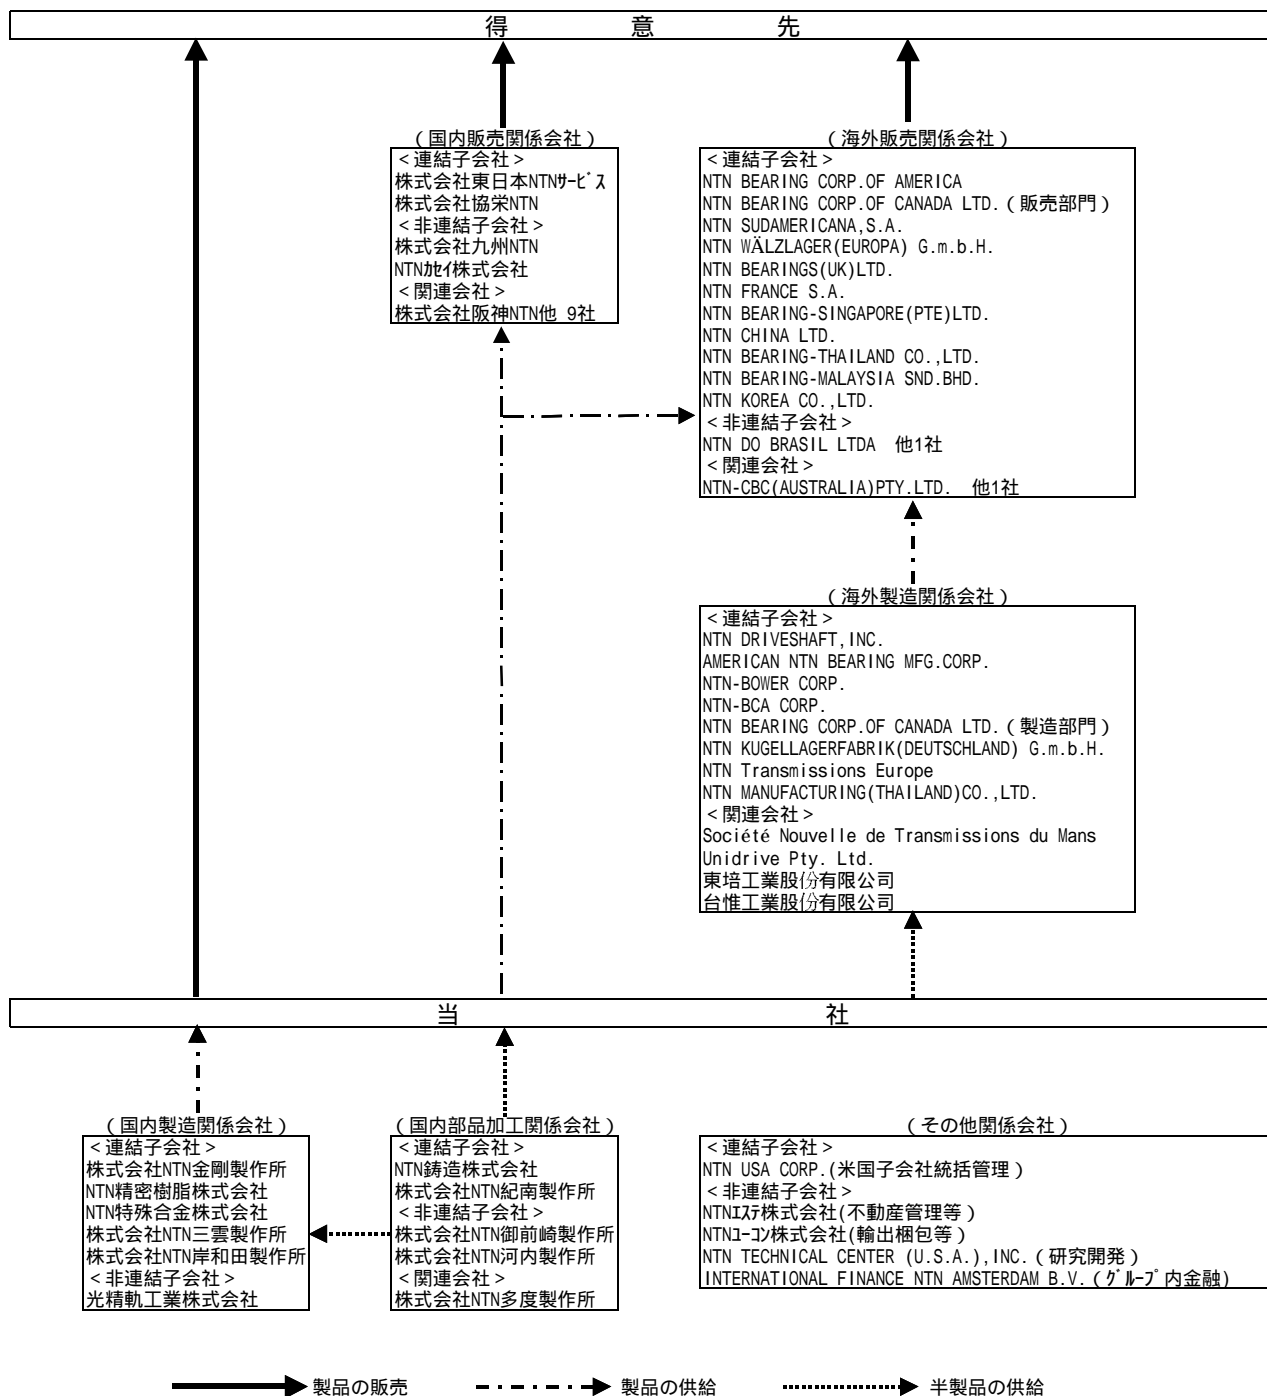 得意先
(国内販売関係会社)
<連結子会社>
株式会社東日本NTNサービス
株式会社協栄NTN
<非連結子会社>
株式会社九州NTN
NTNカセイ株式会社
<関連会社>
株式会社阪神NTN他 9社
(海外販売関係会社)
<連結子会社>
NTN BEARING CORP.OF AMERICA
NTN BEARING CORP.OF CANADA LTD.(販売部門)
NTN SUDAMERICANA,S.A.
NTN WÄLZLAGER(EUROPA) G.m.b.H.
NTN BEARINGS(UK)LTD.
NTN FRANCE S.A.
NTN BEARING-SINGAPORE(PTE)LTD.
NTN CHINA LTD.
NTN BEARING-THAILAND CO.,LTD.
NTN BEARING-MALAYSIA SND.BHD.
NTN KOREA CO.,LTD.
<非連結子会社>
NTN DO BRASIL LTDA 他1社
<関連会社>
NTN-CBC(AUSTRALIA)PTY.LTD. 他1社
(海外製造関係会社)
<連結子会社>
NTN DRIVESHAFT,INC.
AMERICAN NTN BEARING MFG.CORP.
NTN-BOWER CORP.
NTN-BCA CORP.
NTN BEARING CORP.OF CANADA LTD.(製造部門)
NTN KUGELLAGERFABRIK(DEUTSCHLAND) G.m.b.H.
NTN Transmissions Europe
NTN MANUFACTURING(THAILAND)CO.,LTD.
<関連会社>
Société Nouvelle de Transmissions du Mans
Unidrive Pty. Ltd.
東培工業股份有限公司
台惟工業股份有限公司
当社
(国内製造関係会社)
<連結子会社>
株式会社NTN金剛製作所
NTN精密樹脂株式会社
NTN特殊合金株式会社
株式会社NTN三雲製作所
株式会社NTN岸和田製作所
<非連結子会社>
光精軌工業株式会社
(国内部品加工関係会社)
<連結子会社>
NTN鋳造株式会社
株式会社NTN紀南製作所
<非連結子会社>
株式会社NTN御前崎製作所
株式会社NTN河内製作所
<関連会社>
株式会社NTN多度製作所
(その他関係会社)
<連結子会社>
NTN USA CORP.(米国子会社統括管理)
<非連結子会社>
NTNエステ株式会社(不動産管理等)
NTNユーコン株式会社(輸出梱包等)
NTN TECHNICAL CENTER (U.S.A.),INC.(研究開発)
INTERNATIONAL FINANCE NTN AMSTERDAM B.V.(グループ内金融)
製品の販売
製品の供給
半製品の供給